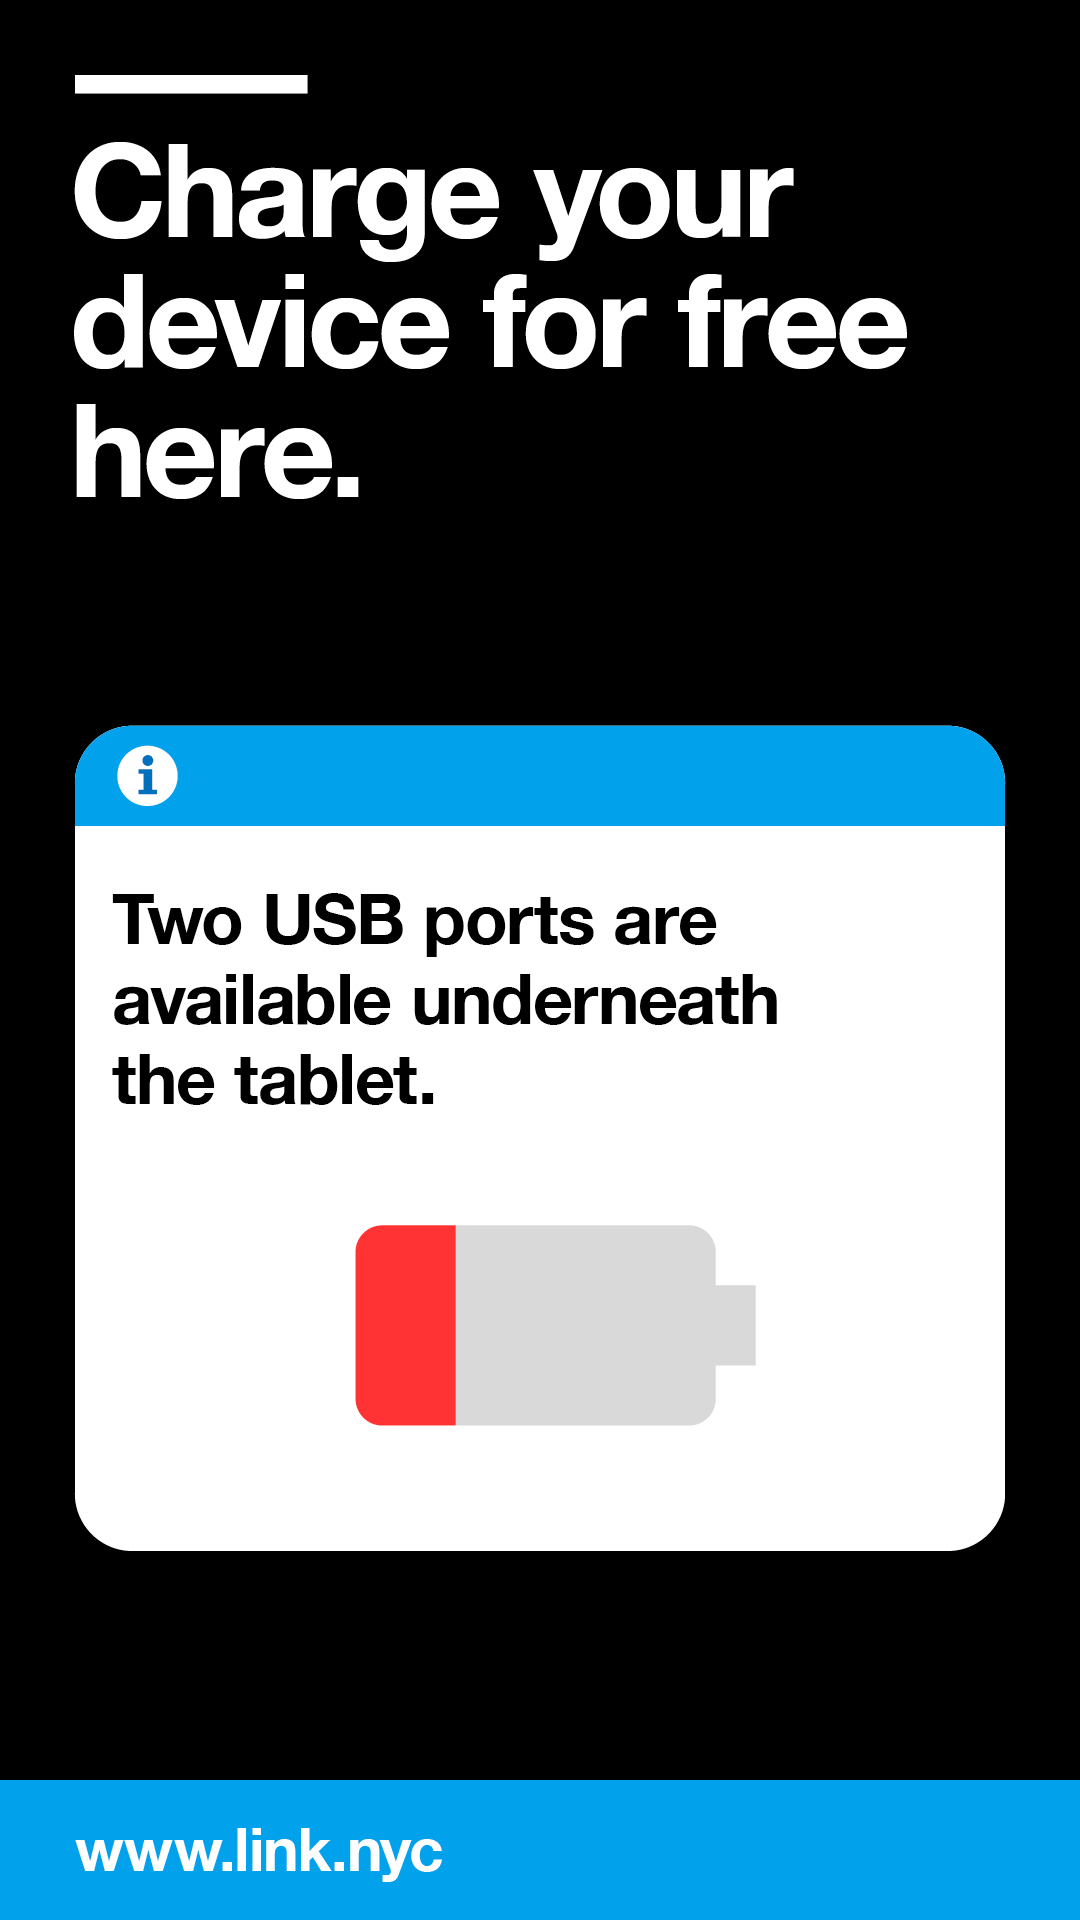 Charge your
device for free
here.
i
Two USB ports are
available underneath
the tablet.
www.link.nyc